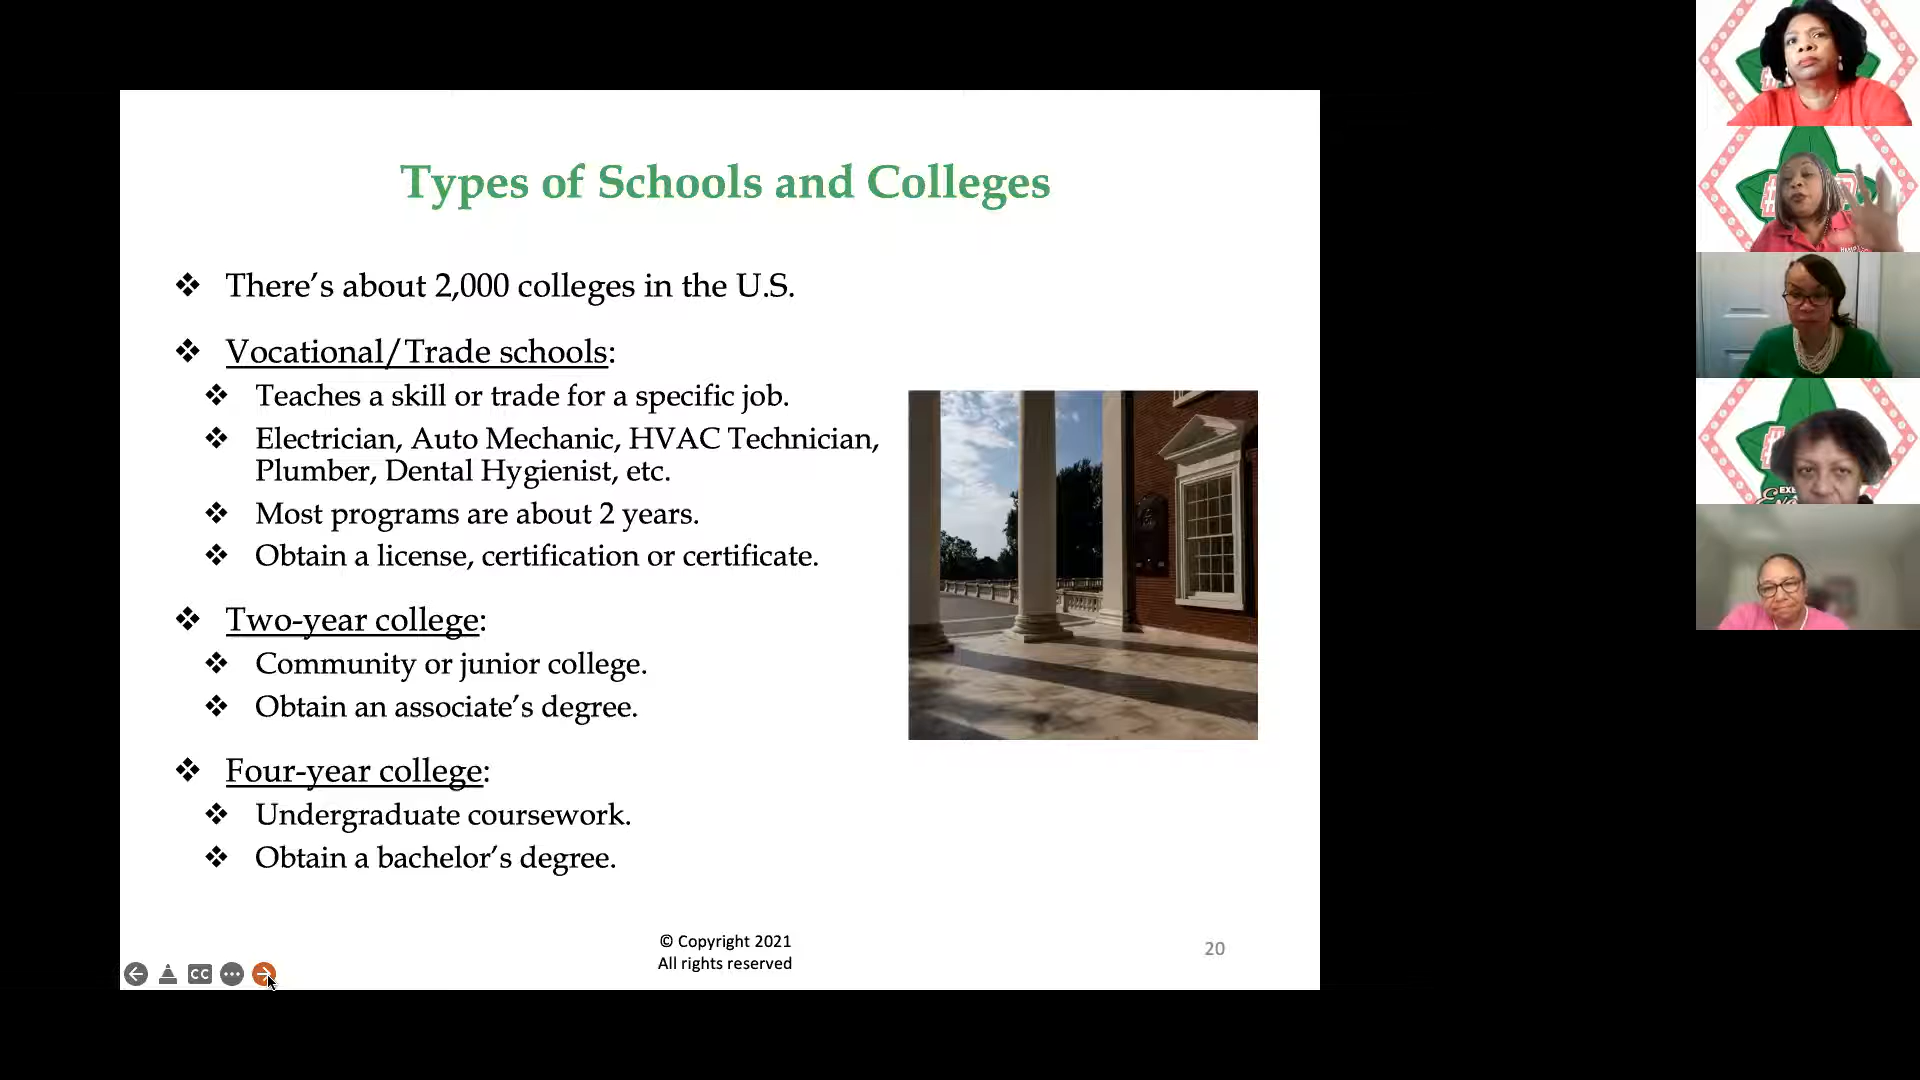 Types of Schools and Colleges
❖ There’s about 2,000 colleges in the U.S.
❖ Vocational/Trade schools:
❖ Teaches a skill or trade for a specific job.
❖ Electrician, Auto Mechanic, HVAC Technician,
Plumber, Dental Hygienist, etc.
❖ Most programs are about 2 years.
❖ Obtain a license, certification or certificate.
❖ Two-year college:
❖ Community or junior college.
❖ Obtain an associate’s degree.
❖ Four-year college:
❖ Undergraduate coursework.
❖ Obtain a bachelor’s degree.
© Copyright 2021
All rights reserved
20
CC